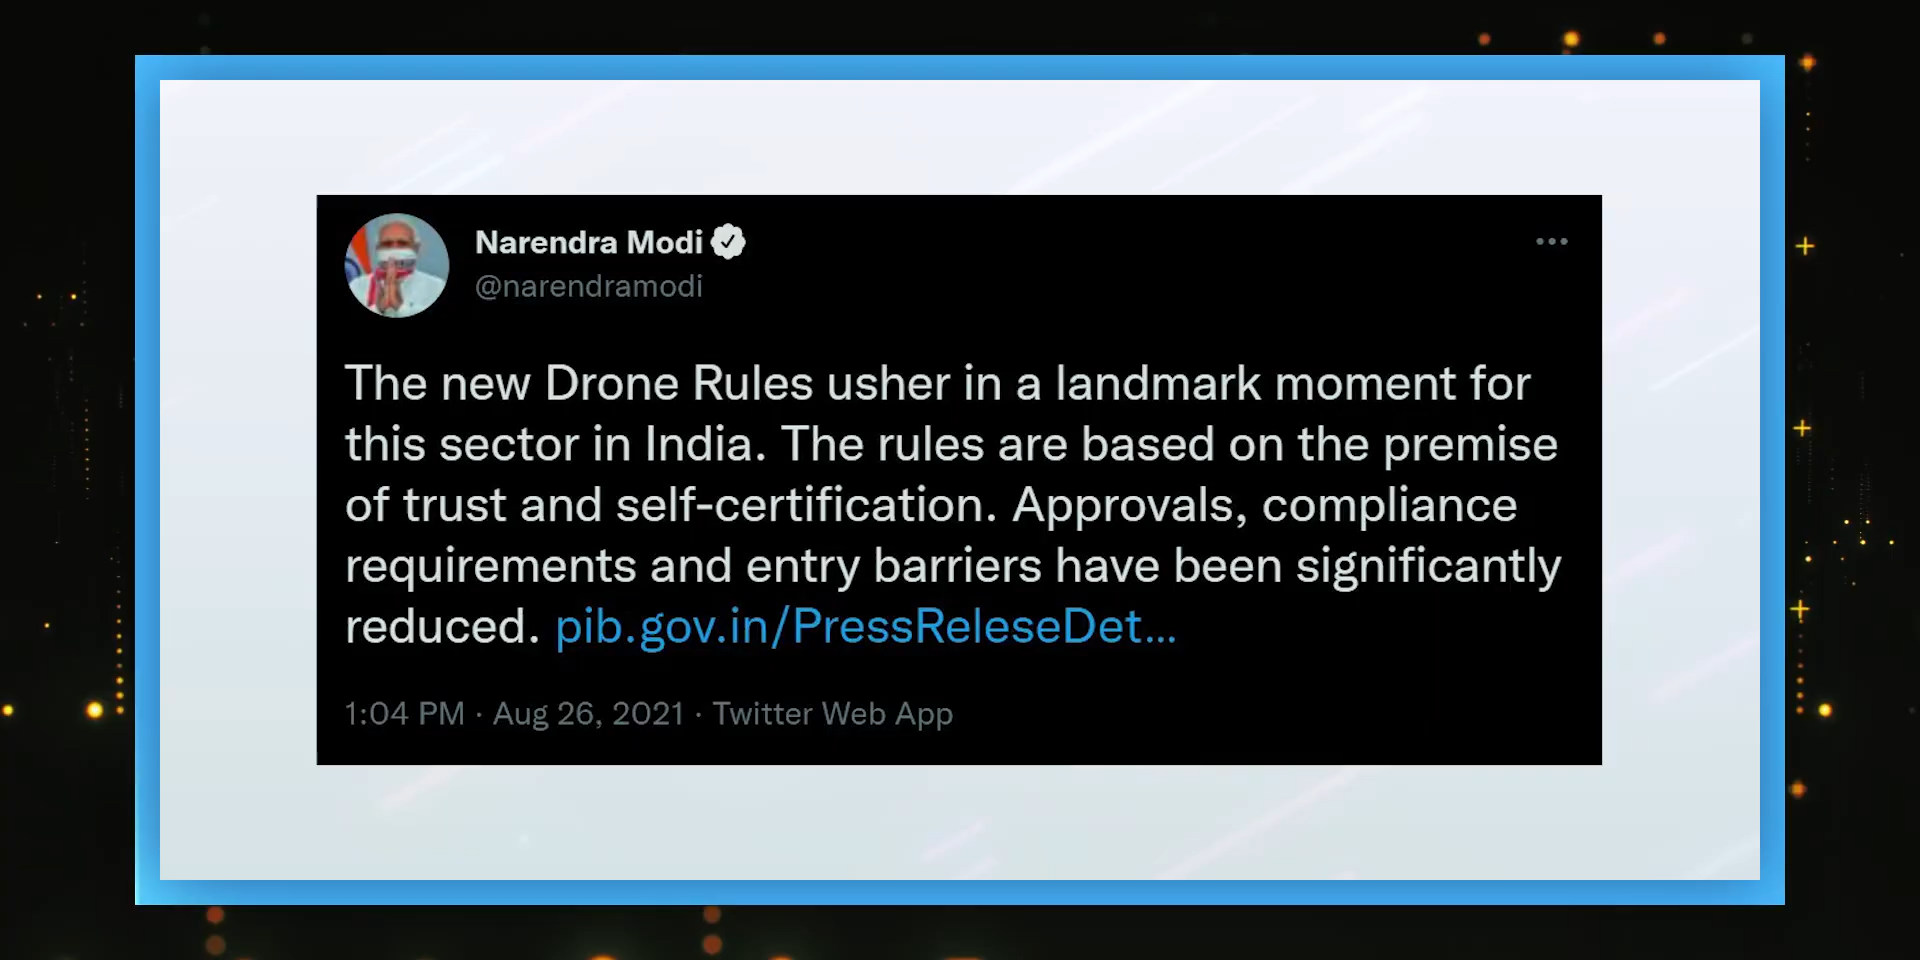 Narendra Modi
@narendramodi
The new Drone Rules usher in a landmark moment for
this sector in India. The rules are based on the premise
of trust and self-certification. Approvals, compliance
requirements and entry barriers have been significantly
reduced. pib.gov.in/PressReleseDet...
1:04 PM · Aug 26, 2021 · Twitter Web App